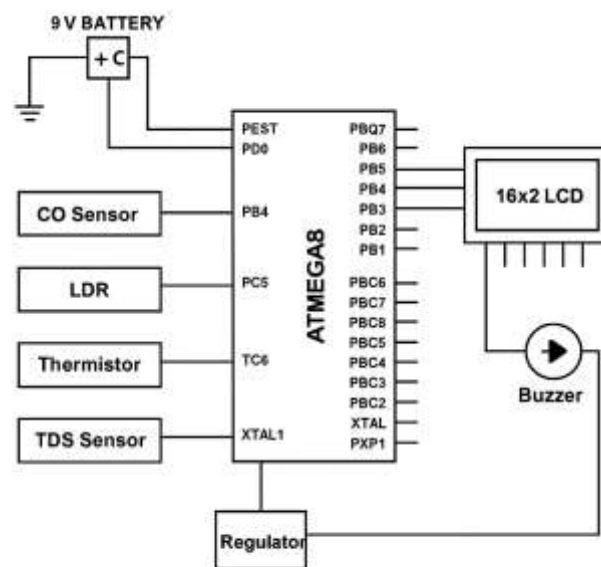 9 V BATTERY
+ C
PEST
PD0
PB4
PC5
TC6
XTAL1
ATMEGA8
PBQ7
PB6
PB5
PB4
PB3
PB2
PB1
PBC6
PBC7
PBC8
PBC5
PBC4
PBC3
PBC2
XTAL
PXP1
CO Sensor
LDR
Thermistor
TDS Sensor
16x2 LCD
Buzzer
Regulator